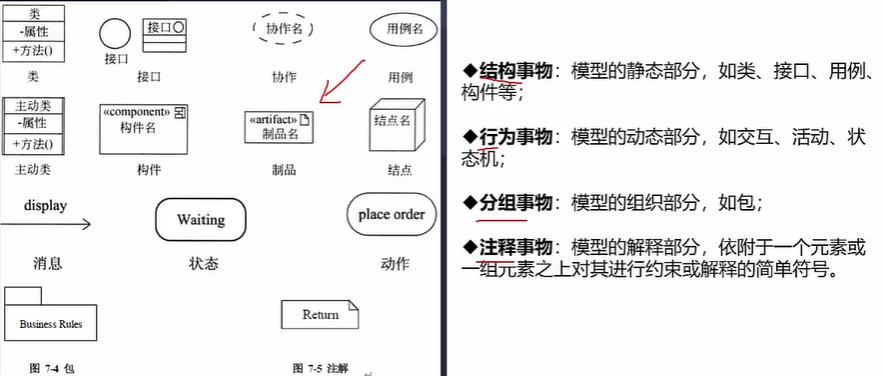 类
-属性
+方法()
接口
接口
协作名
用例名
类
接口
协作
用例
主动类
-属性
+方法()
«component»
构件名
«artifact»
制品名
结点名
主动类
构件
制品
结点
display
Waiting
place order
消息
状态
动作
Business Rules
Return
图 7-4 包
图 7-5 注解
◆结构事物：模型的静态部分，如类、接口、用例、
构件等；
◆行为事物：模型的动态部分，如交互、活动、状
态机；
◆分组事物：模型的组织部分，如包；
◆注释事物：模型的解释部分，依附于一个元素或
一组元素之上对其进行约束或解释的简单符号。